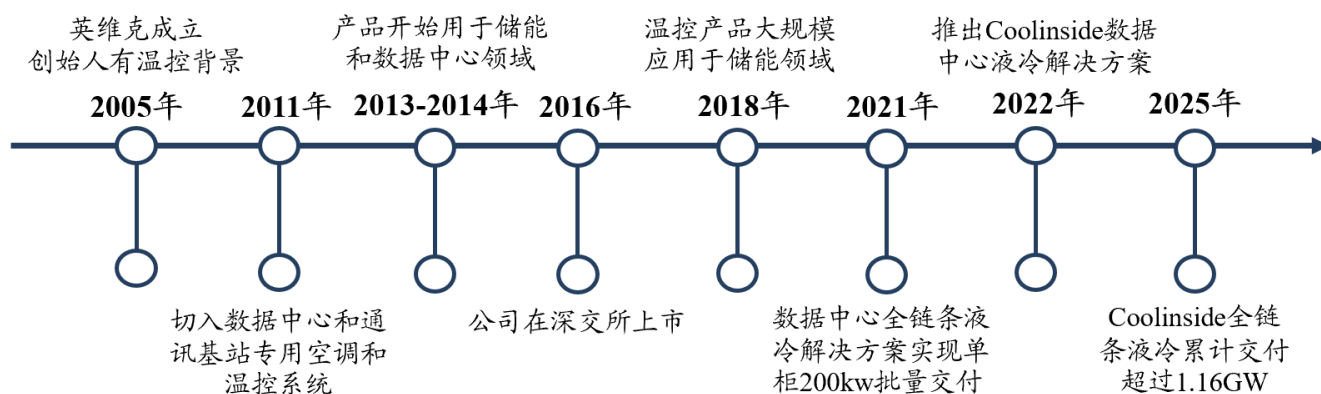 英维克成立
创始人有温控背景
产品开始用于储能
和数据中心领域
温控产品大规模
应用于储能领域
推出Coolinside数据
中心液冷解决方案
2005年
2011年
2013-2014年
2016年
2018年
2021年
2022年
2025年
切入数据中心和通
讯基站专用空调和
温控系统
公司在深交所上市
数据中心全链条液
冷解决方案实现单
柜200kw批量交付
Coolinside全链
条液冷累计交付
超过1.16GW